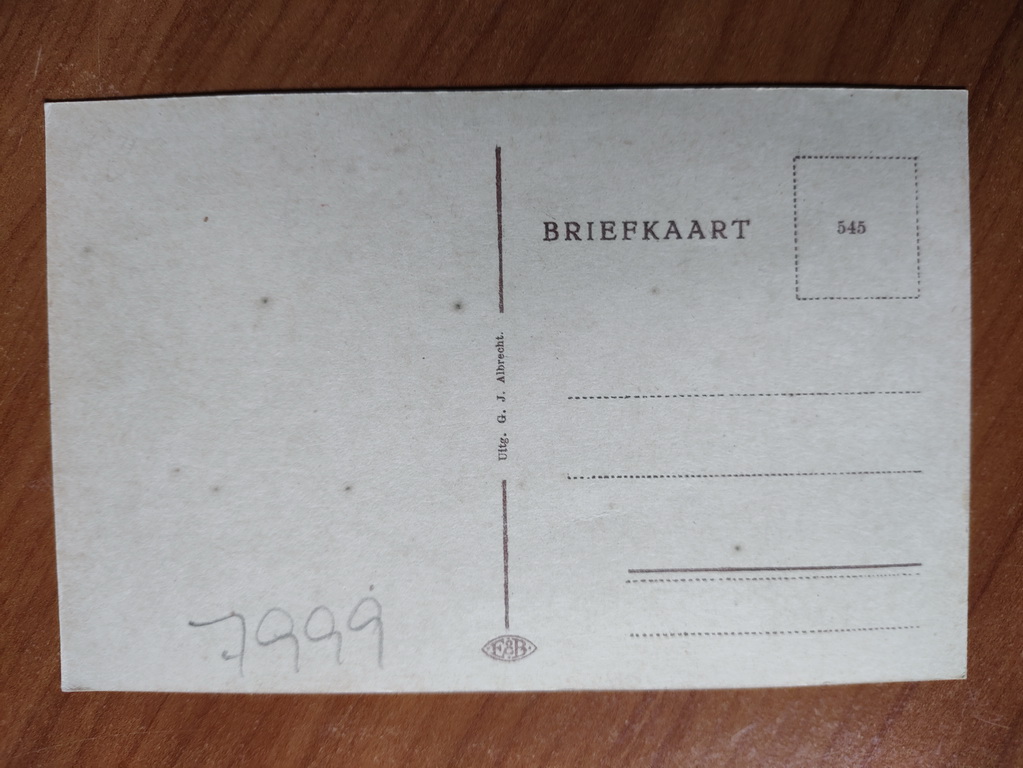 BRIEFKAART
545
Uitg. G. J. Albrecht.
7999
E&B